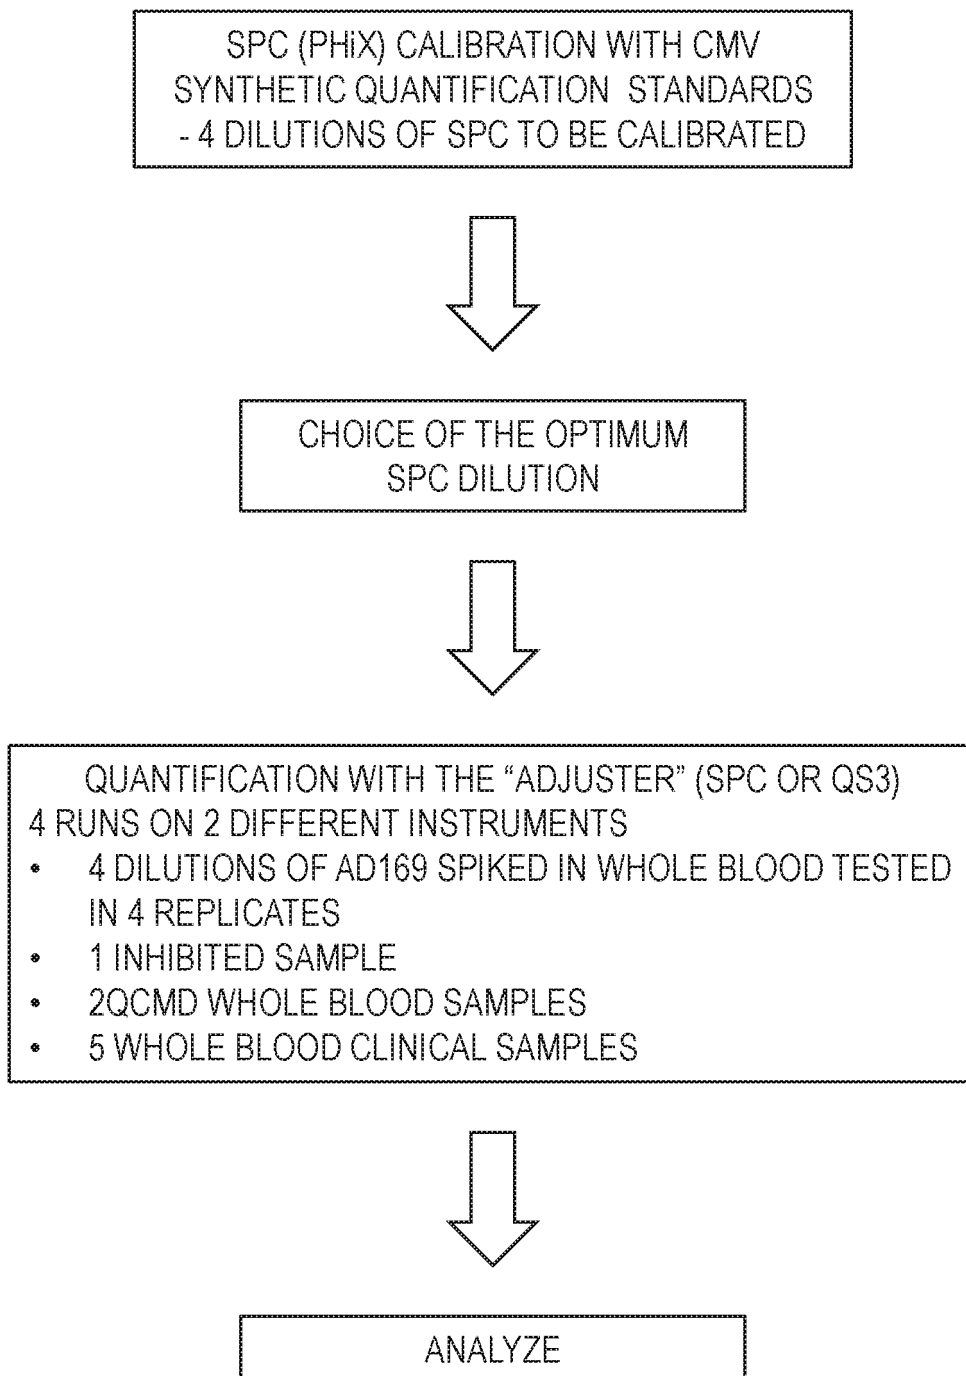 SPC (PHiX) CALIBRATION WITH CMV
SYNTHETIC QUANTIFICATION STANDARDS
- 4 DILUTIONS OF SPC TO BE CALIBRATED
CHOICE OF THE OPTIMUM
SPC DILUTION
QUANTIFICATION WITH THE “ADJUSTER” (SPC OR QS3)
4 RUNS ON 2 DIFFERENT INSTRUMENTS
• 4 DILUTIONS OF AD169 SPIKED IN WHOLE BLOOD TESTED
IN 4 REPLICATES
• 1 INHIBITED SAMPLE
• 2QCMD WHOLE BLOOD SAMPLES
• 5 WHOLE BLOOD CLINICAL SAMPLES
ANALYZE